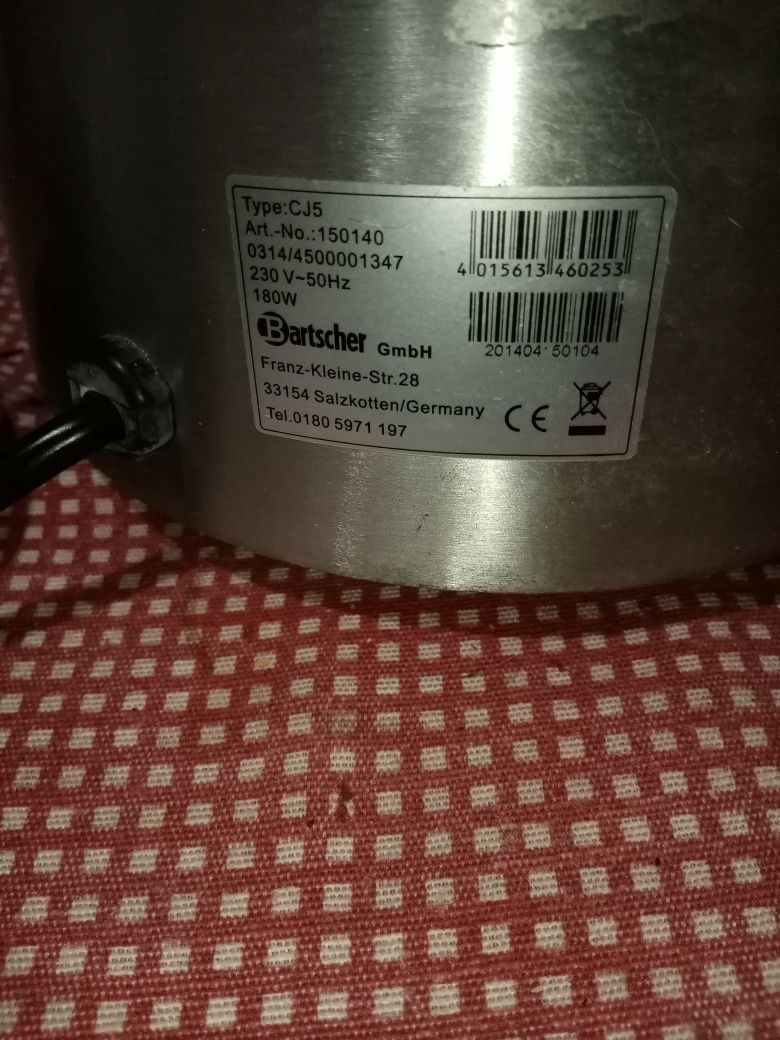 Type:CJ5
Art.-No.:150140
0314/4500001347
230 V~50Hz
180W
Bartscher GmbH
Franz-Kleine-Str.28
33154 Salzkotten/Germany
Tel.0180 5971 197
4 015613 460253
201404 50104
CE